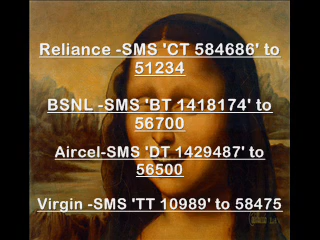 Reliance -SMS 'CT 584686' to
51234
BSNL -SMS 'BT 1418174' to
56700
Aircel-SMS 'DT 1429487' to
56500
Virgin -SMS 'TT 10989' to 58475